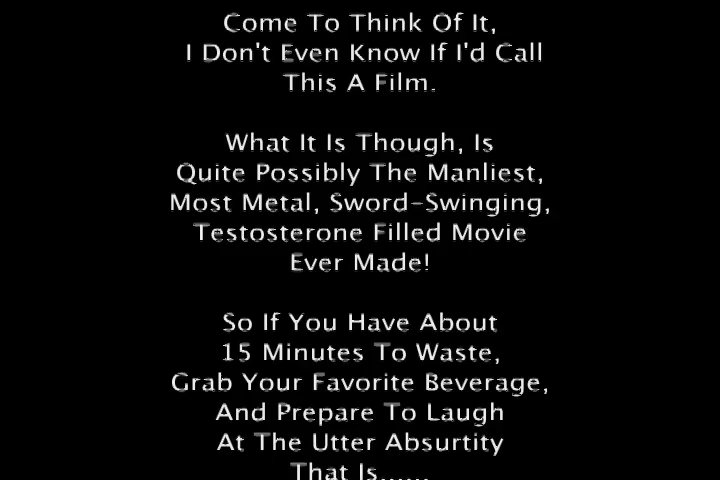 Come To Think Of It,
I Don't Even Know If I'd Call
This A Film.
What It Is Though, Is
Quite Possibly The Manliest,
Most Metal, Sword-Swinging,
Testosterone Filled Movie
Ever Made!
So If You Have About
15 Minutes To Waste,
Grab Your Favorite Beverage,
And Prepare To Laugh
At The Utter Absurtity
That Is......